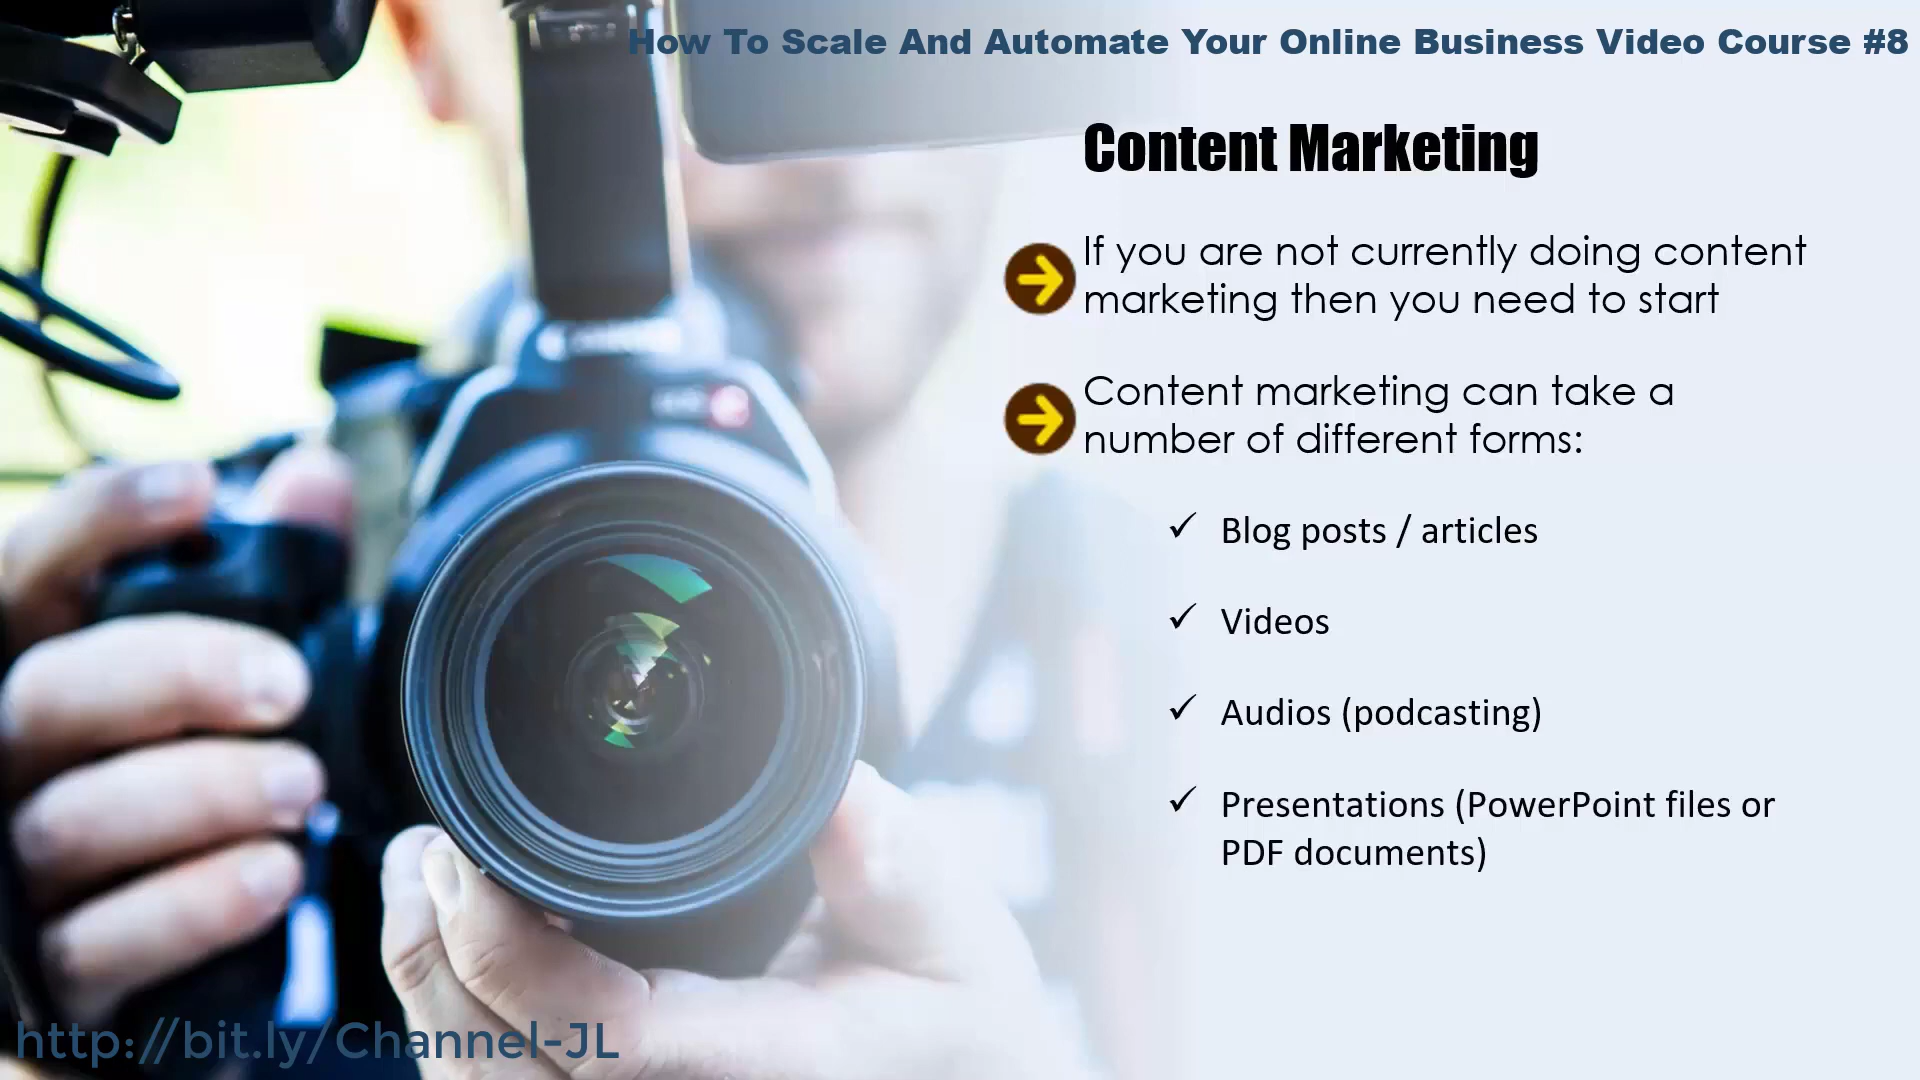 How To Scale And Automate Your Online Business Video Course #8
Content Marketing
If you are not currently doing content
marketing then you need to start
Content marketing can take a
number of different forms:
Blog posts / articles
Videos
Audios (podcasting)
Presentations (PowerPoint files or
PDF documents)
http://bit.ly/Channel-JL